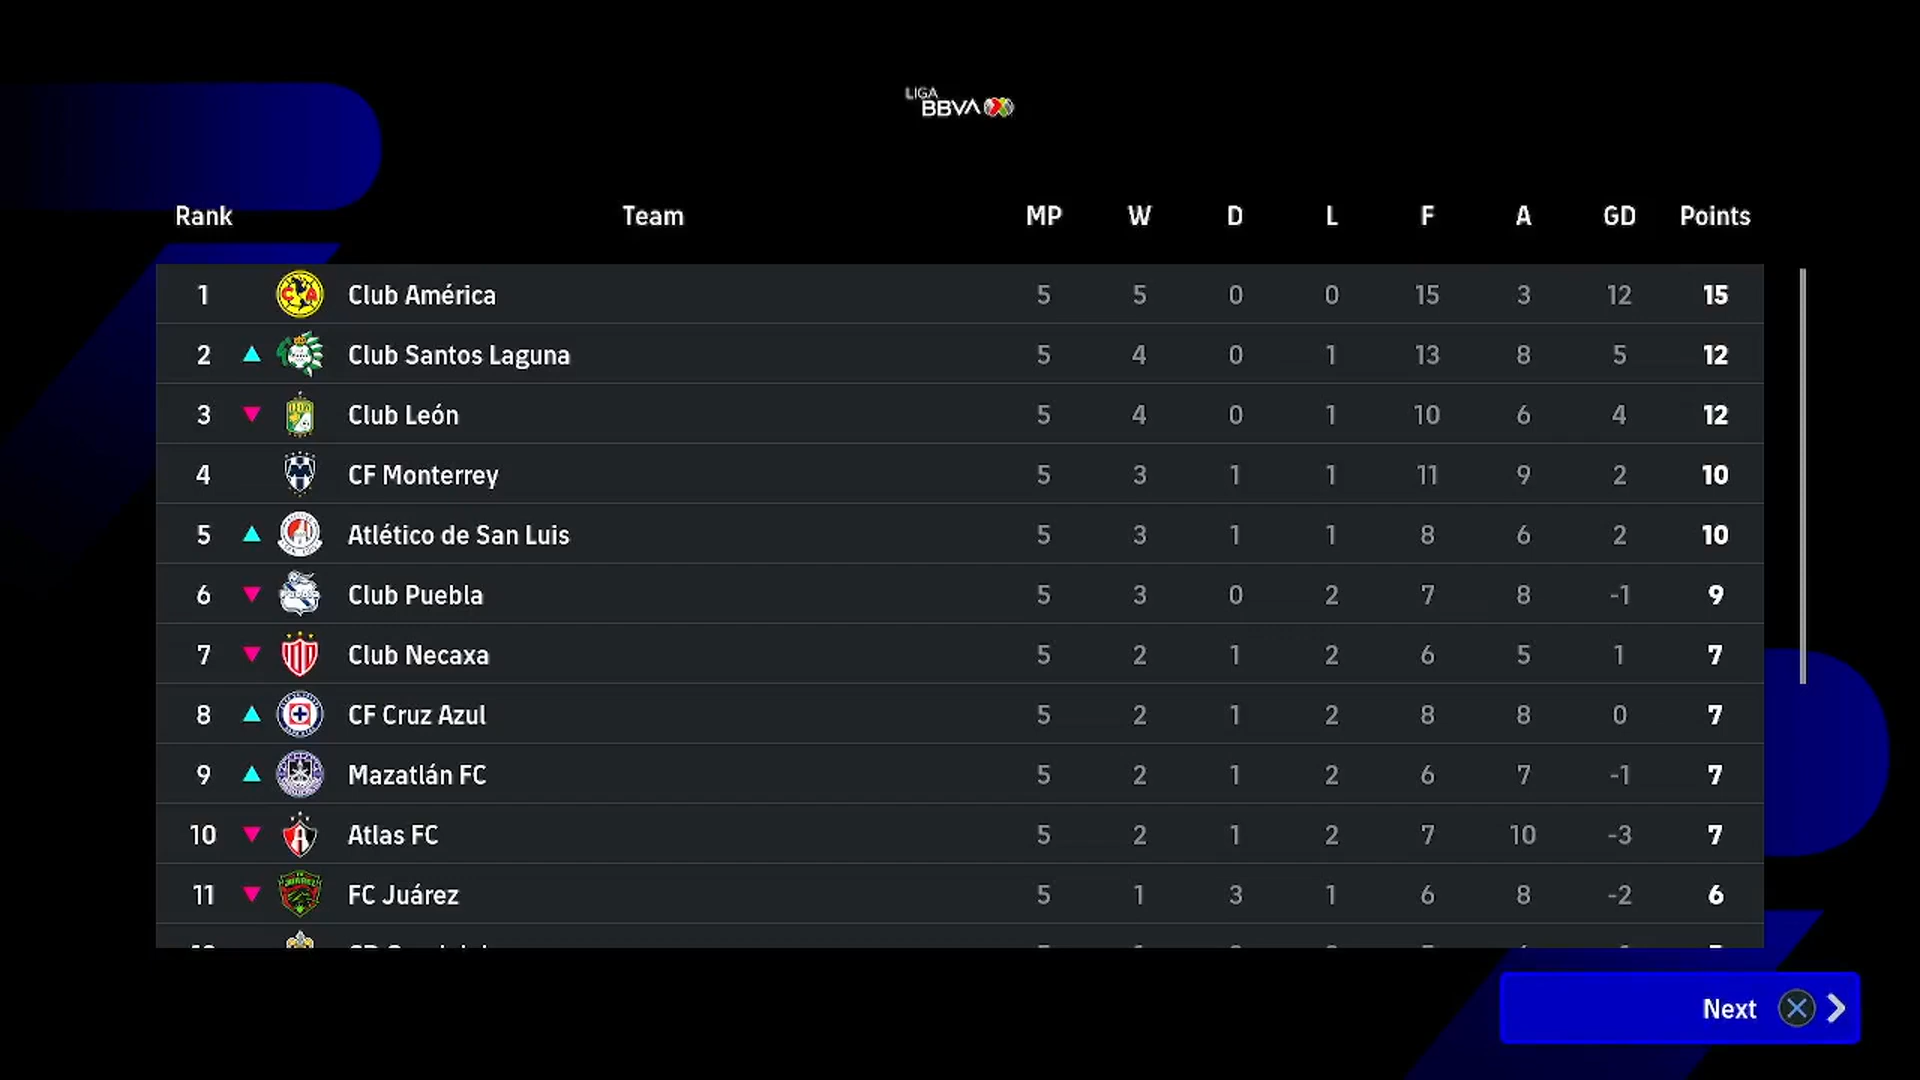 LIGA
BBVA
Rank Team MP W D L F A GD Points
1 Club América 5 5 0 0 15 3 12 15
2 Club Santos Laguna 5 4 0 1 13 8 5 12
3 Club León 5 4 0 1 10 6 4 12
4 CF Monterrey 5 3 1 1 11 9 2 10
5 Atlético de San Luis 5 3 1 1 8 6 2 10
6 Club Puebla 5 3 0 2 7 8 -1 9
7 Club Necaxa 5 2 1 2 6 5 1 7
8 CF Cruz Azul 5 2 1 2 8 8 0 7
9 Mazatlán FC 5 2 1 2 6 7 -1 7
10 Atlas FC 5 2 1 2 7 10 -3 7
11 FC Juárez 5 1 3 1 6 8 -2 6
Next